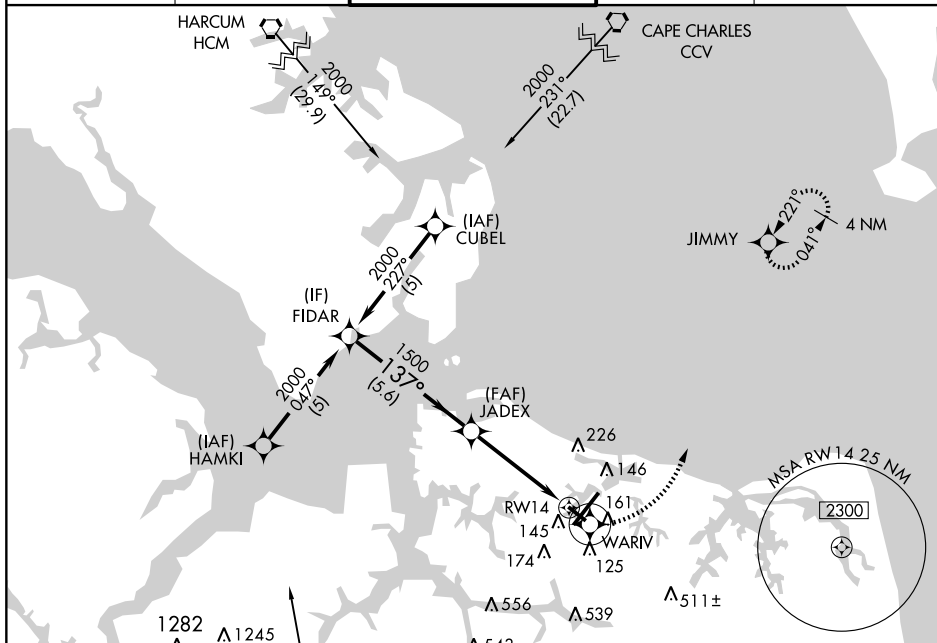 HARCUM
HCM
2000
149°
(29.9)
CAPE CHARLES
CCV
2000
231°
(22.7)
(IAF)
CUBEL
2000
227°
(5)
JIMMY
221°
041°
4 NM
(IF)
FIDAR
1500
137°
(5.6)
2000
047°
(5)
(IAF)
HAMKI
(FAF)
JADEX
226
146
161
RW14
145
WARIV
174
125
MSA RW14 25 NM
2300
556
539
511±
1282
1245